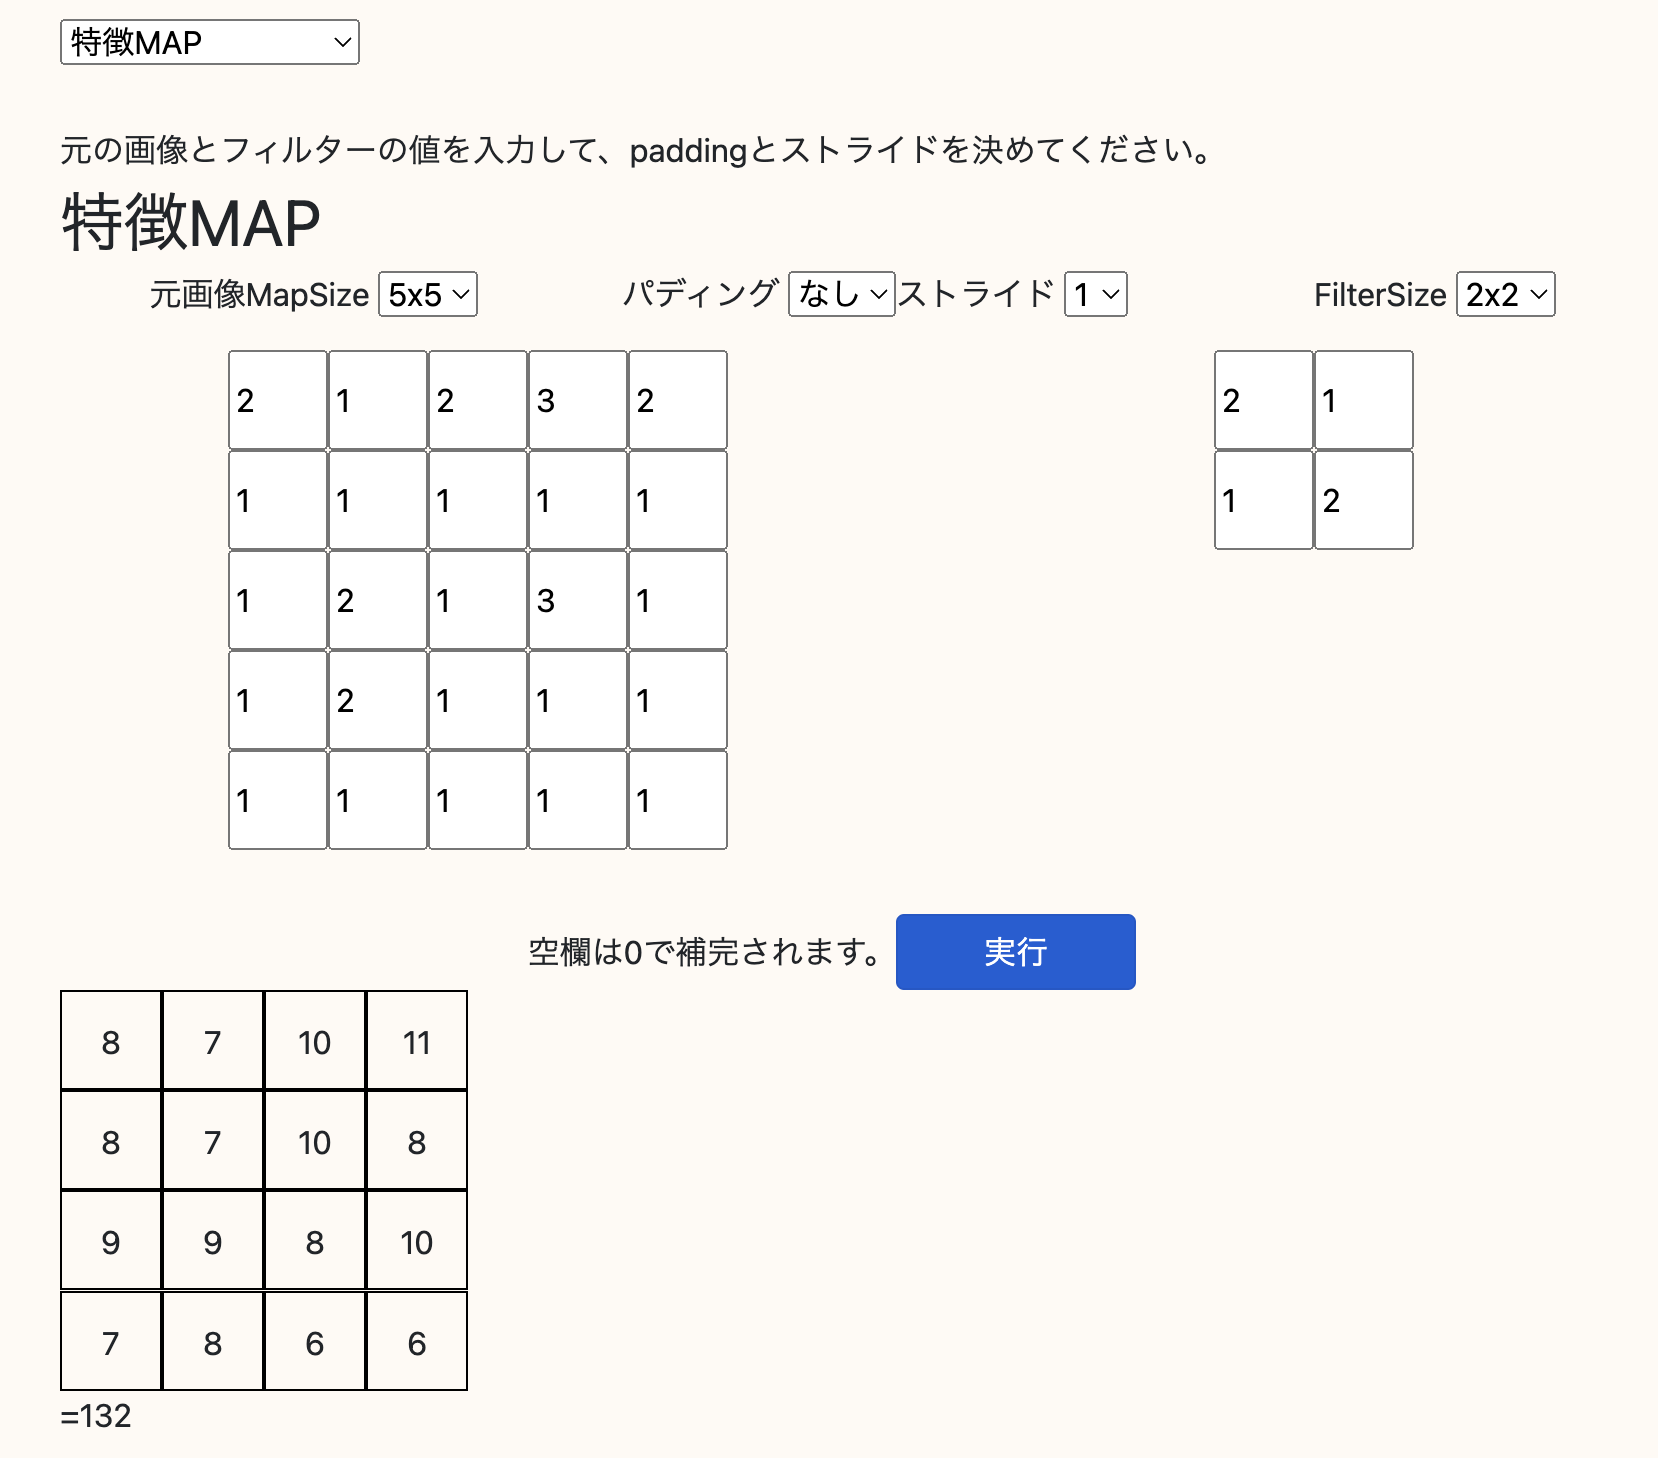 特徴MAP
元の画像とフィルターの値を入力して、paddingとストライドを決めてください。
特徴MAP
元画像MapSize 5x5 パディング なし ストライド 1 FilterSize 2x2
2 1 2 3 2 2 1
1 1 1 1 1 1 2
1 2 1 3 1
1 2 1 1 1
1 1 1 1 1
空欄は0で補完されます。 実行
8 7 10 11
8 7 10 8
9 9 8 10
7 8 6 6
=132